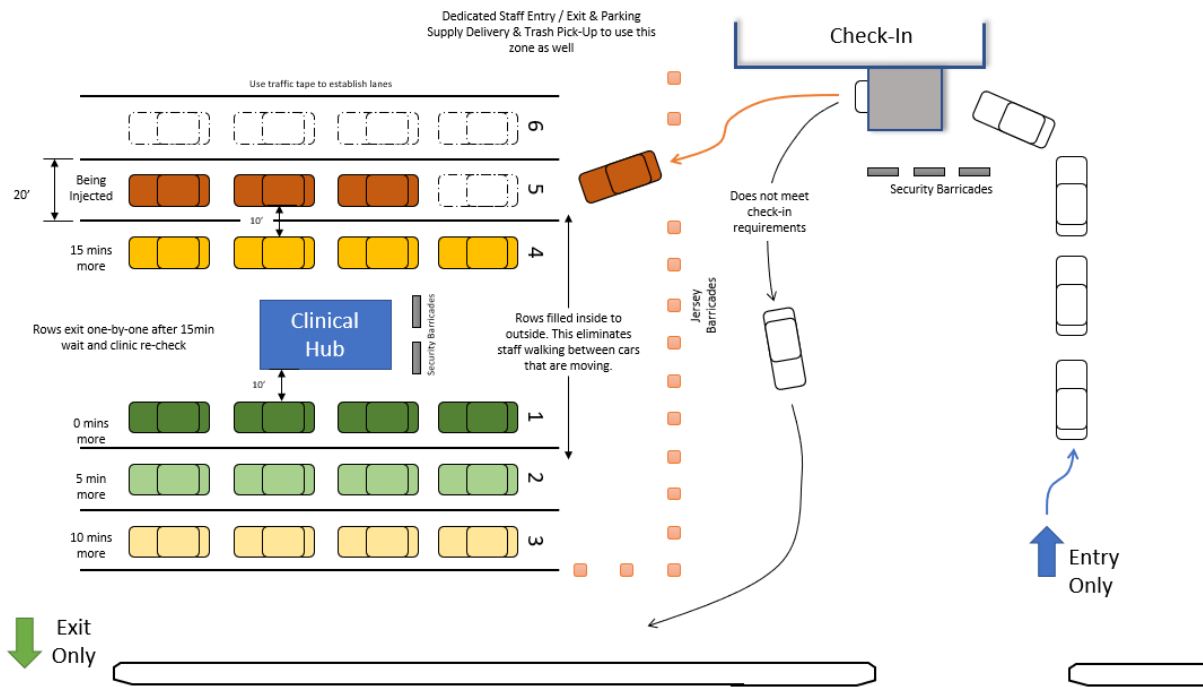 Dedicated Staff Entry / Exit & Parking
Supply Delivery & Trash Pick-Up to use this
zone as well
Check-In
Use traffic tape to establish lanes
6
20’
Being
Injected
5
Security Barricades
Does not meet
check-in
requirements
10’
15 mins
more
4
Rows exit one-by-one after 15min
wait and clinic re-check
Clinical
Hub
Security Barricades
Rows filled inside to
outside. This eliminates
staff walking between cars
that are moving.
Jersey
Barricades
10’
0 mins
more
1
5 min
more
2
10 mins
more
3
Entry
Only
Exit
Only